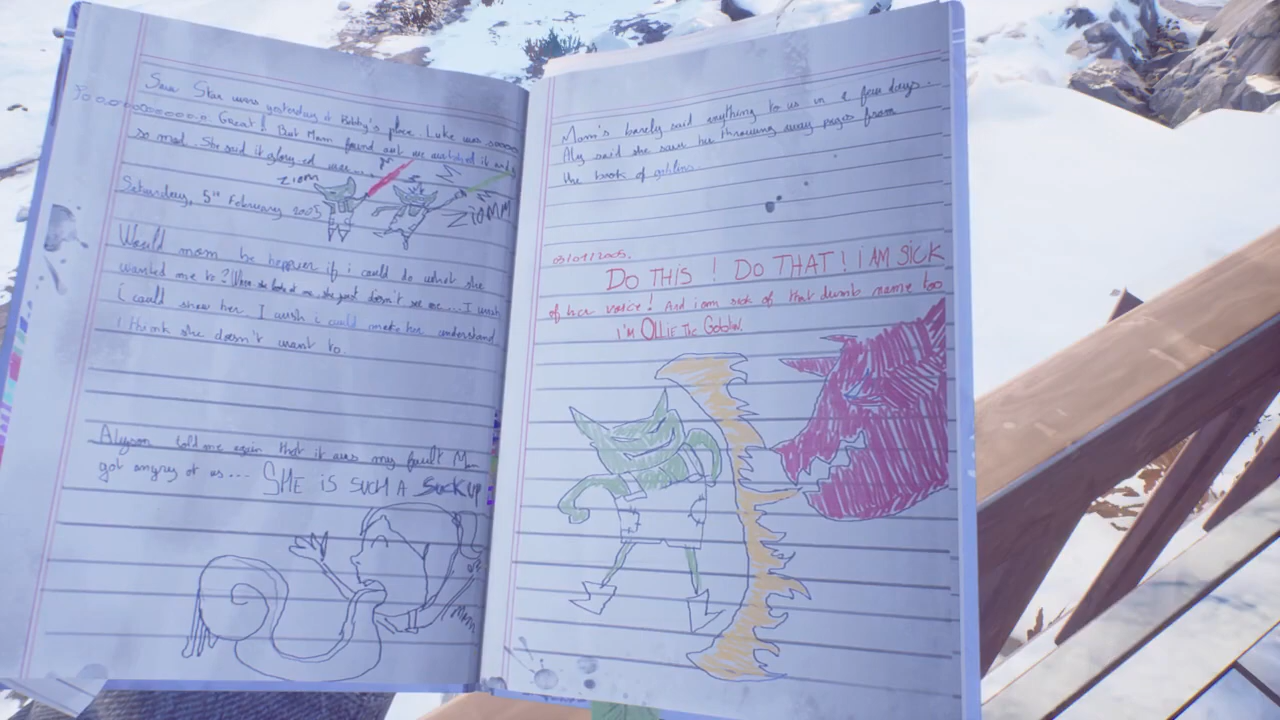 Saw Star wars yesterday @ Bobby's place. Luke was soooo
Great! But Mom found out we watched it and
so mad. She said it glory-ed war...
ZiOMM
ZiOMM
Saturday, 5th February 2005
Would mom be happier if i could do what she
wanted me to? When she looks at me, she just doesn't see me... I wish
i could show her. I wish i could make her understand.
I think she doesn't want to.
Alyson told me again that it was my fault Mom
got angry at us... SHE IS SUCH A SUCK UP
Mom's barely said anything to us in a few days.
Aly said she saw her throwing away pages from
the book of goblins.
DO THIS! DO THAT! I AM SICK
of her voice! And i am sick of that dumb name too
I'M OLLIE The Goblin.